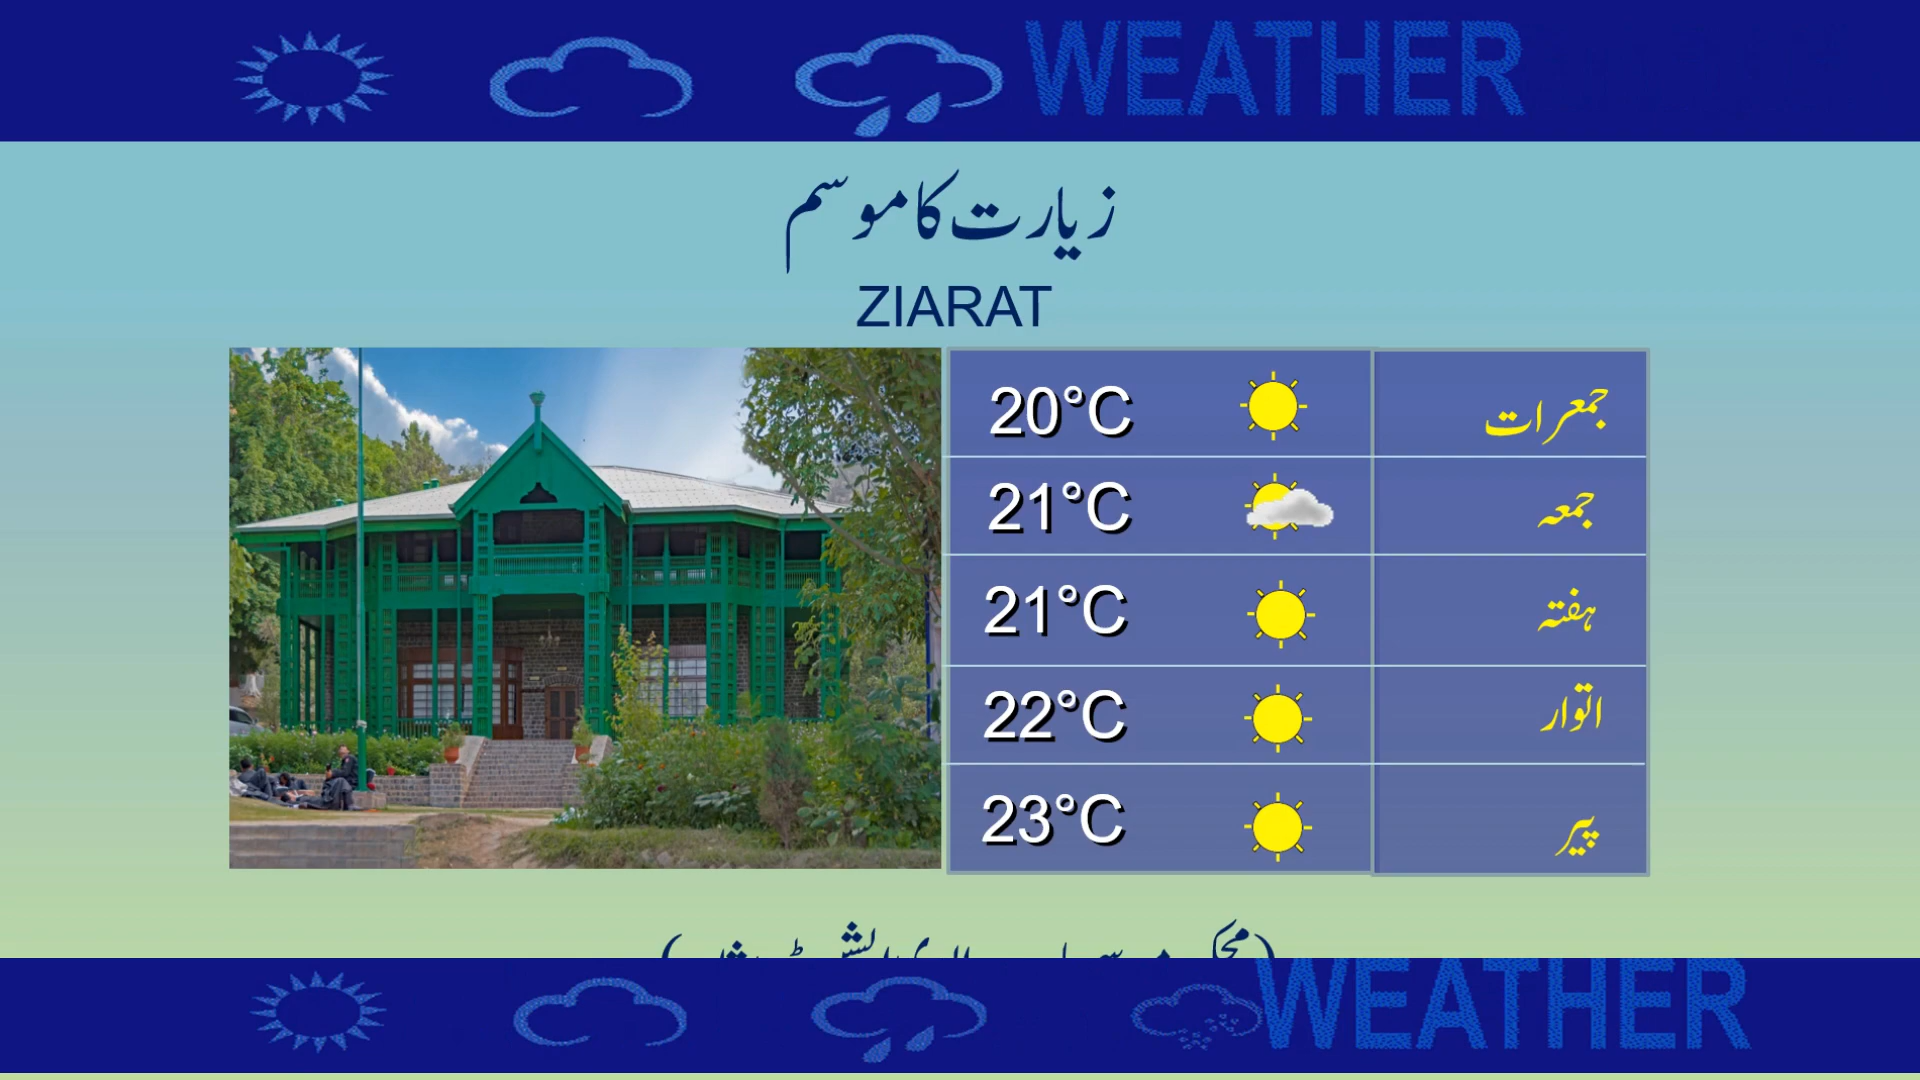 WEATHER
زیارت کا موسم
ZIARAT
20°C جمعرات
21°C جمعہ
21°C ہفتہ
22°C اتوار
23°C پیر
WEATHER